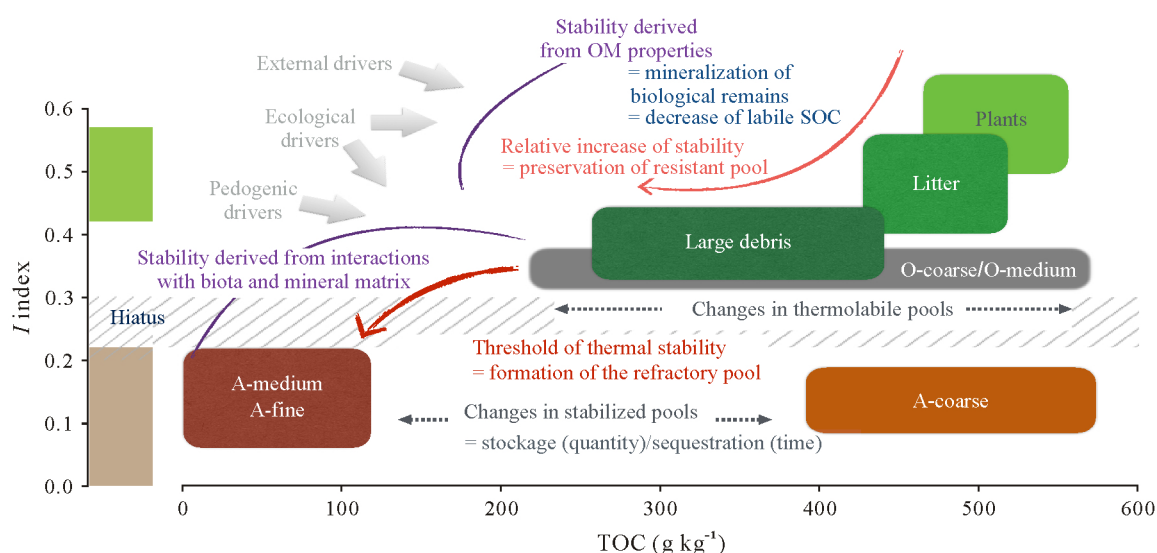 Stability derived
from OM properties
External drivers
= mineralization of
biological remains
= decrease of labile SOC
Ecological
drivers
Plants
Relative increase of stability
= preservation of resistant pool
Litter
Pedogenic
drivers
Large debris
Stability derived from interactions
with biota and mineral matrix
O-coarse/O-medium
Hiatus
Changes in thermolabile pools
Threshold of thermal stability
= formation of the refractory pool
A-medium
A-fine
A-coarse
Changes in stabilized pools
= stockage (quantity)/sequestration (time)
I index
0.6
0.5
0.4
0.3
0.2
0.1
0.0
0 100 200 300 400 500 600
TOC (g kg⁻¹)